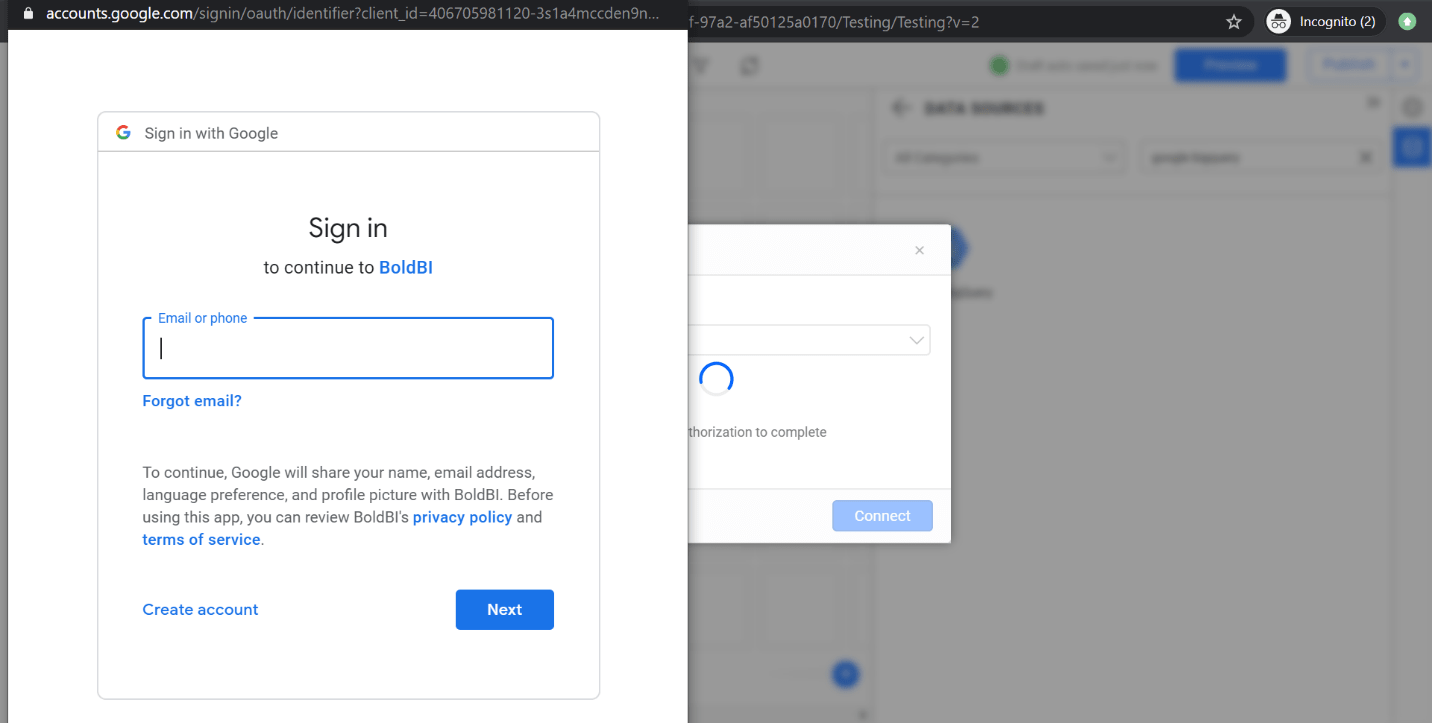 accounts.google.com/signin/oauth/identifier?client_id=406705981120-3s1a4mccden9n...
f-97a2-af50125a0170/Testing/Testing?v=2
Incognito (2)
Sign in with Google
Sign in
to continue to BoldBI
Email or phone
Forgot email?
To continue, Google will share your name, email address,
language preference, and profile picture with BoldBI. Before
using this app, you can review BoldBI's privacy policy and
terms of service.
Create account
Next
Preview
Publish
DATA SOURCES
All Categories
thorization to complete
Connect